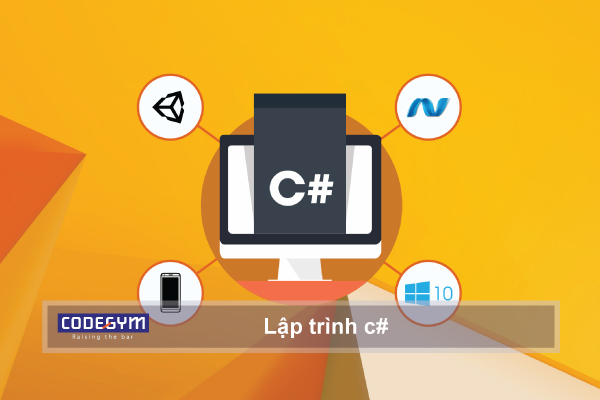 C#
10
CODEGYM
Raising the bar
Lập trình c#